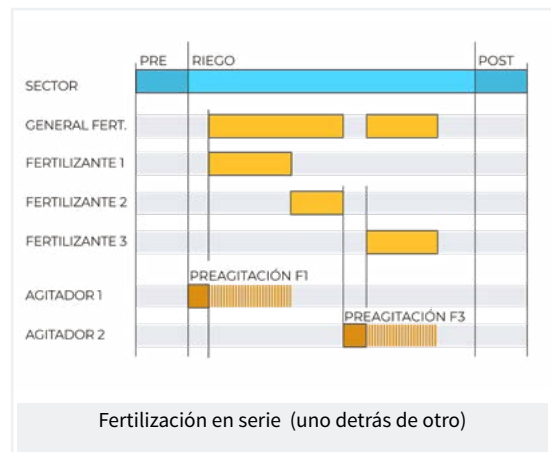 PRE RIEGO POST
SECTOR
GENERAL FERT.
FERTILIZANTE 1
FERTILIZANTE 2
FERTILIZANTE 3
PREAGITACIÓN F1
AGITADOR 1
PREAGITACIÓN F3
AGITADOR 2
Fertilización en serie (uno detrás de otro)